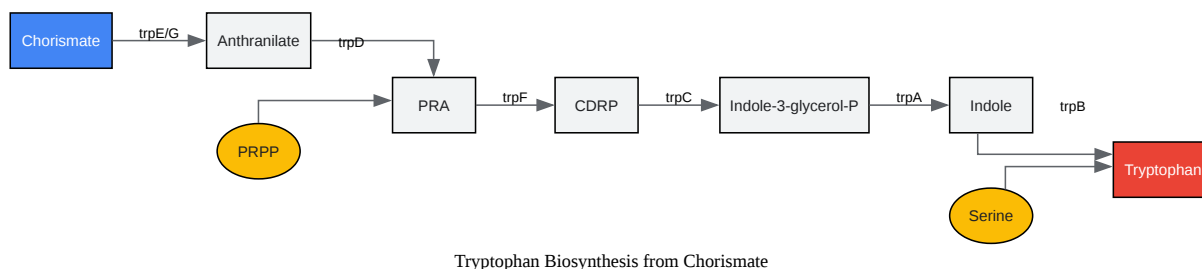 Chorismate
trpE/G
Anthranilate
trpD
PRPP
PRA
trpF
CDRP
trpC
Indole-3-glycerol-P
trpA
Indole
trpB
Serine
Tryptophan
Tryptophan Biosynthesis from Chorismate